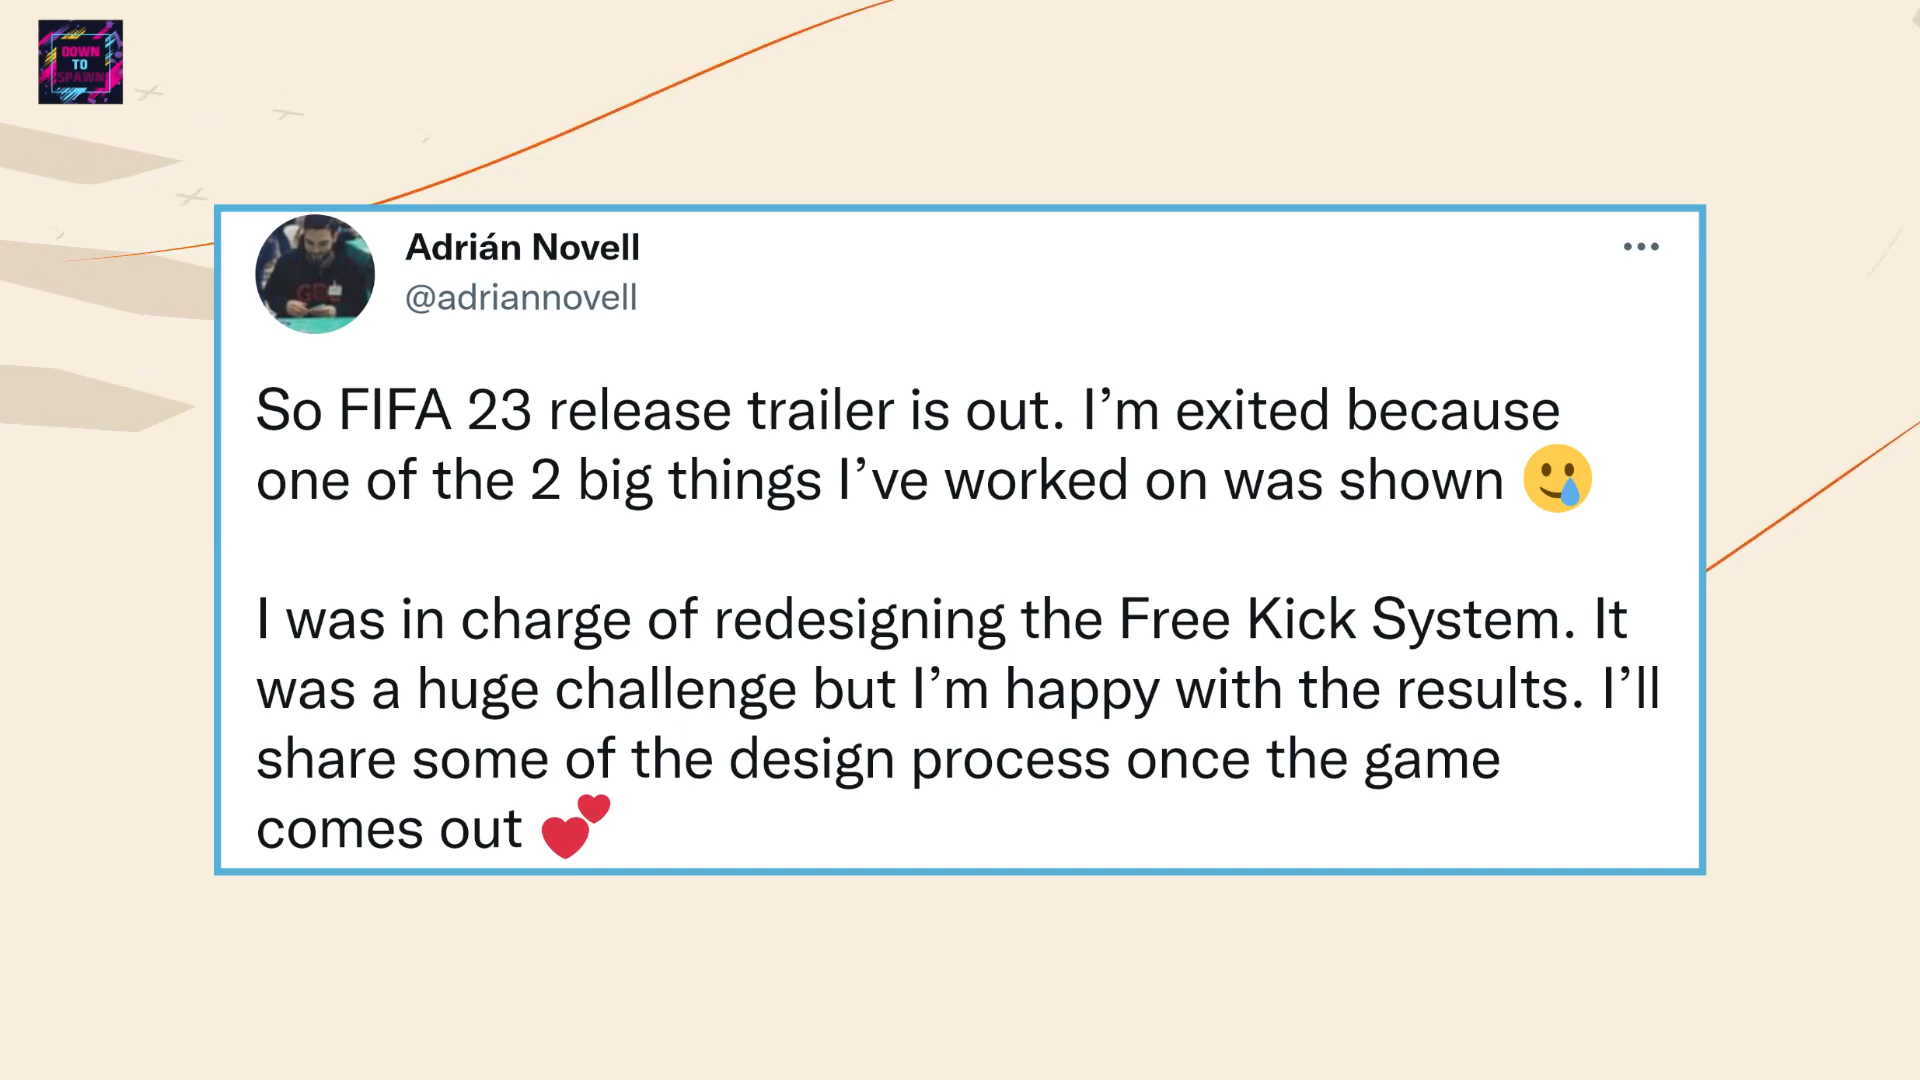 DOWN
TO
SPAWN
Adrián Novell
@adriannovell
So FIFA 23 release trailer is out. I’m exited because
one of the 2 big things I’ve worked on was shown 🥲
I was in charge of redesigning the Free Kick System. It
was a huge challenge but I’m happy with the results. I’ll
share some of the design process once the game
comes out 💕